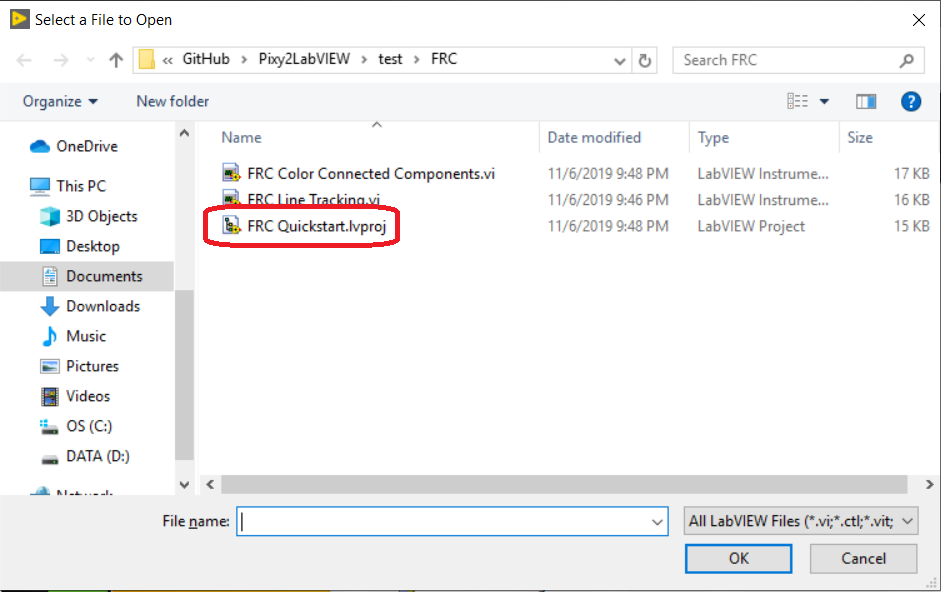 Select a File to Open
« GitHub > Pixy2LabVIEW > test > FRC
Search FRC
Organize
New folder
Name
Date modified
Type
Size
OneDrive
This PC
3D Objects
Desktop
Documents
Downloads
Music
Pictures
Videos
OS (C:)
DATA (D:)
Network
FRC Color Connected Components.vi 11/6/2019 9:48 PM LabVIEW Instrume... 17 KB
FRC Line Tracking.vi 11/6/2019 9:46 PM LabVIEW Instrume... 16 KB
FRC Quickstart.lvproj 11/6/2019 9:48 PM LabVIEW Project 15 KB
File name:
All LabVIEW Files (*.vi;*.ctl;*.vit;
OK
Cancel